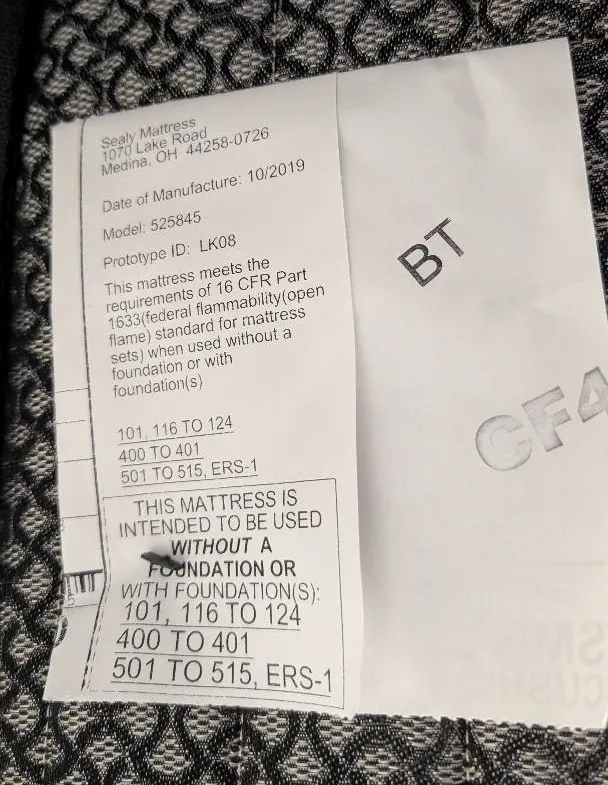 Sealy Mattress
1070 Lake Road
Medina, OH 44258-0726
Date of Manufacture: 10/2019
Model: 525845
Prototype ID: LK08
This mattress meets the
requirements of 16 CFR Part
1633(federal flammability(open
flame) standard for mattress
sets) when used without a
foundation or with
foundation(s)
101, 116 TO 124
400 TO 401
501 TO 515, ERS-1
THIS MATTRESS IS
INTENDED TO BE USED
WITHOUT A
FOUNDATION OR
WITH FOUNDATION(S):
101, 116 TO 124
400 TO 401
501 TO 515, ERS-1
BT
CF4